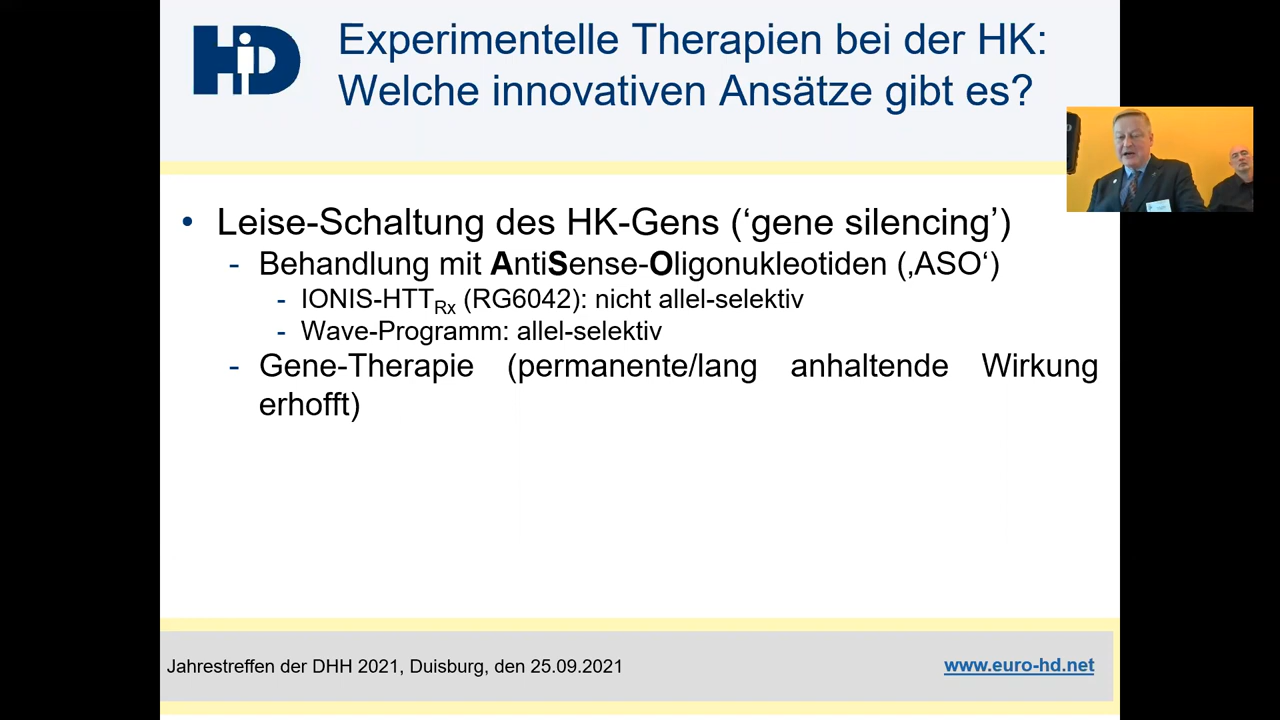 HD
Experimentelle Therapien bei der HK:
Welche innovativen Ansätze gibt es?
• Leise-Schaltung des HK-Gens (‘gene silencing’)
- Behandlung mit AntiSense-Oligonukleotiden (‚ASO‘)
- IONIS-HTTRx (RG6042): nicht allel-selektiv
- Wave-Programm: allel-selektiv
- Gene-Therapie (permanente/lang anhaltende Wirkung
erhofft)
Jahrestreffen der DHH 2021, Duisburg, den 25.09.2021
www.euro-hd.net